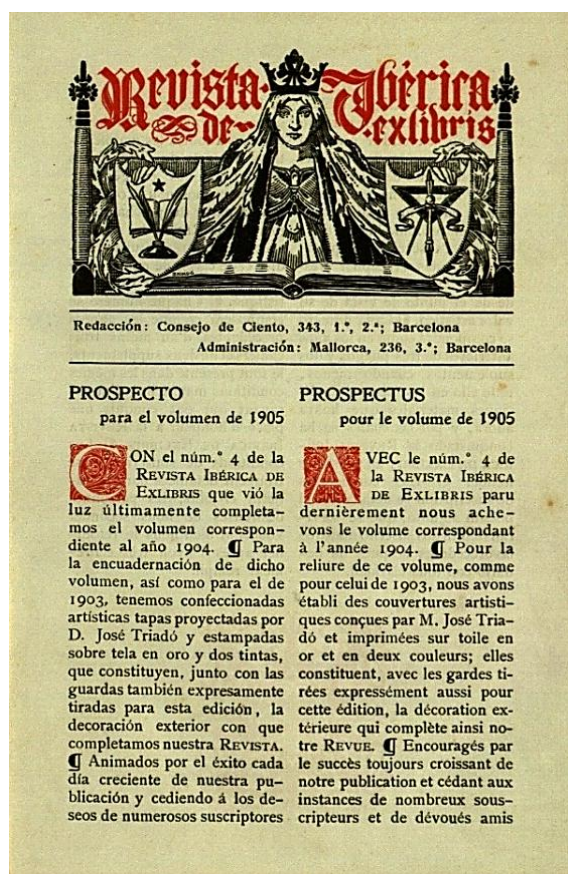 Revista Ibérica
de exlibris
Redacción: Consejo de Ciento, 343, 1.º, 2.ª; Barcelona
Administración: Mallorca, 236, 3.º; Barcelona
PROSPECTO
para el volumen de 1905
CON el núm.º 4 de la
REVISTA IBÉRICA DE
EXLIBRIS que vió la
luz últimamente completa-
mos el volumen correspon-
diente al año 1904. ¶ Para
la encuadernación de dicho
volumen, así como para el de
1903, tenemos confeccionadas
artísticas tapas proyectadas por
D. José Triadó y estampadas
sobre tela en oro y dos tintas,
que constituyen, junto con las
guardas también expresamente
tiradas para esta edición, la
decoración exterior con que
completamos nuestra REVISTA.
¶ Animados por el éxito cada
día creciente de nuestra pu-
blicación y cediendo á los de-
seos de numerosos suscriptores
PROSPECTUS
pour le volume de 1905
AVEC le núm.º 4 de
la REVISTA IBÉRICA
DE EXLIBRIS paru
dernièrement nous ache-
vons le volume correspondant
à l'année 1904. ¶ Pour la
reliure de ce volume, comme
pour celui de 1903, nous avons
établi des couvertures artisti-
ques conçues par M. José Tria-
dó et imprimées sur toile en
or et en deux couleurs; elles
constituent, avec les gardes ti-
rées expressément aussi pour
cette édition, la décoration ex-
térieure qui complète ainsi no-
tre REVUE. ¶ Encouragés par
le succès toujours croissant de
notre publication et cédant aux
instances de nombreux sous-
cripteurs et de dévoués amis